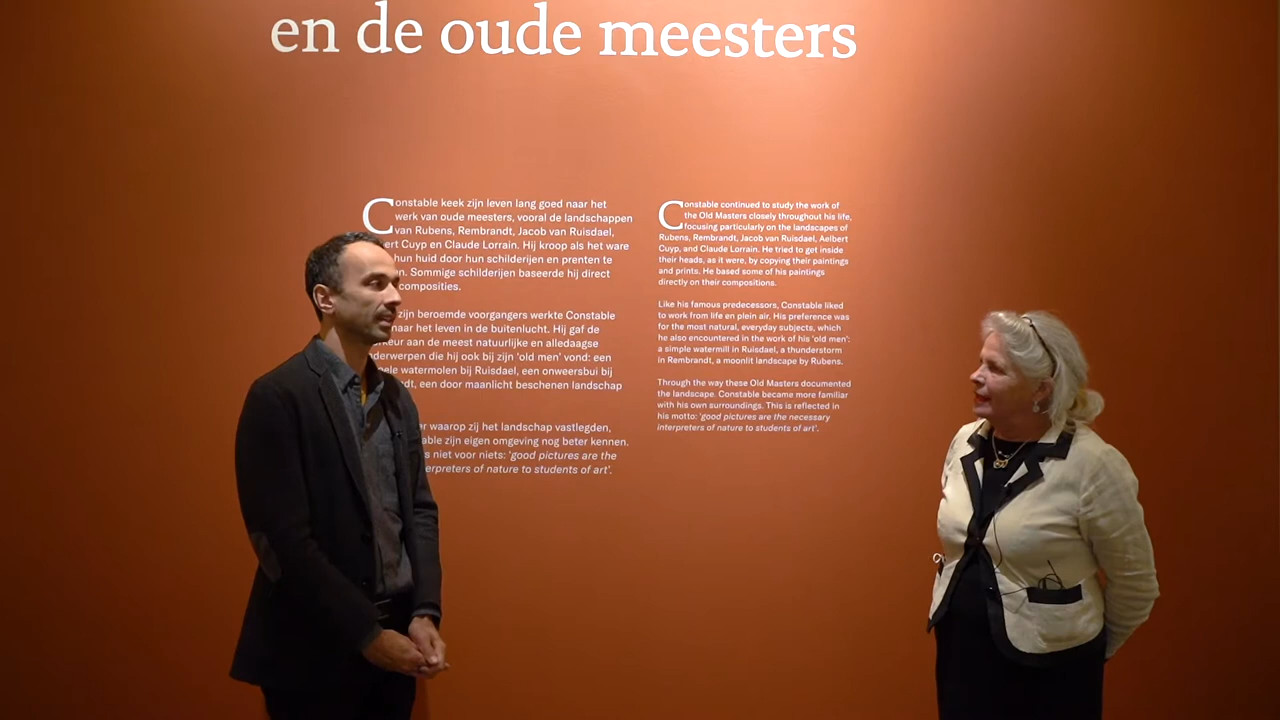 en de oude meesters
Constable keek zijn leven lang goed naar het
werk van oude meesters, vooral de landschappen
van Rubens, Rembrandt, Jacob van Ruisdael,
ert Cuyp en Claude Lorrain. Hij kroop als het ware
hun huid door hun schilderijen en prenten te
n. Sommige schilderijen baseerde hij direct
composities.
zijn beroemde voorgangers werkte Constable
naar het leven in de buitenlucht. Hij gaf de
rkeur aan de meest natuurlijke en alledaagse
derwerpen die hij ook bij zijn 'old men' vond: een
ele watermolen bij Ruisdael, een onweersbui bij
dt, een door maanlicht beschenen landschap
ar waarop zij het landschap vastlegden,
able zijn eigen omgeving nog beter kennen.
s niet voor niets: 'good pictures are the
erpreters of nature to students of art'.
Constable continued to study the work of
the Old Masters closely throughout his life,
focusing particularly on the landscapes of
Rubens, Rembrandt, Jacob van Ruisdael, Aelbert
Cuyp, and Claude Lorrain. He tried to get inside
their heads, as it were, by copying their paintings
and prints. He based some of his paintings
directly on their compositions.
Like his famous predecessors, Constable liked
to work from life en plein air. His preference was
for the most natural, everyday subjects, which
he also encountered in the work of his 'old men':
a simple watermill in Ruisdael, a thunderstorm
in Rembrandt, a moonlit landscape by Rubens.
Through the way these Old Masters documented
the landscape, Constable became more familiar
with his own surroundings. This is reflected in
his motto: 'good pictures are the necessary
interpreters of nature to students of art'.